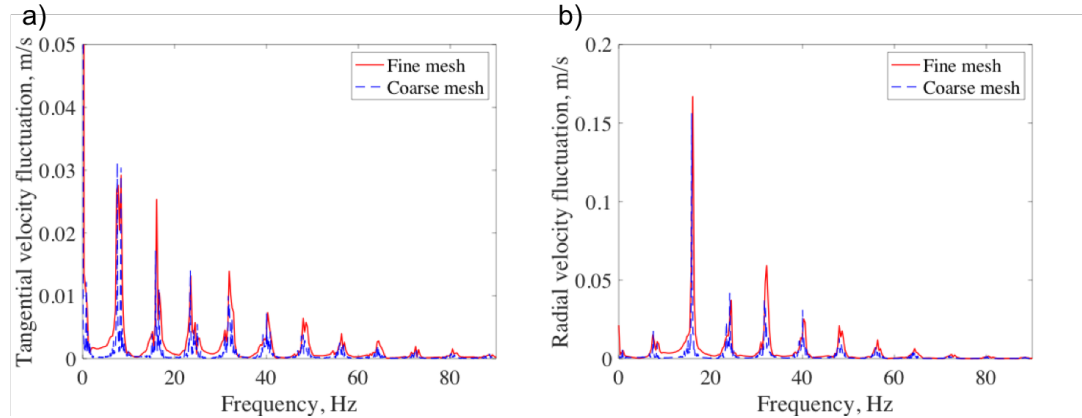 a)
Tangential velocity fluctuation, m/s
0.05
0.04
0.03
0.02
0.01
0
0 20 40 60 80
Frequency, Hz
Fine mesh
Coarse mesh
b)
Radial velocity fluctuation, m/s
0.2
0.15
0.1
0.05
0
0 20 40 60 80
Frequency, Hz
Fine mesh
Coarse mesh